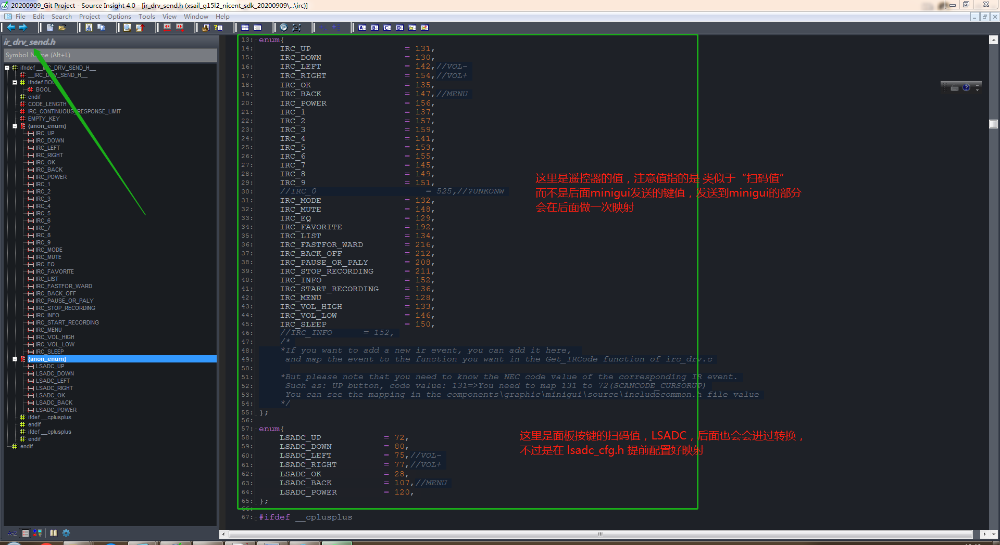 20200909_Git Project - Source Insight 4.0 - [ir_drv_send.h (xsail_g15l2_nicent_sdk_20200909\...\irc)]
File Edit Search Project Options Tools View Window Help
ir_drv_send.h
Symbol Name (Alt+L)
ifndef __IRC_DRV_SEND_H__
__IRC_DRV_SEND_H__
ifndef BOOL
BOOL
endif
CODE_LENGTH
IRC_CONTINUOUS_RESPONSE_LIMIT
EMPTY_KEY
{anon_enum}
IRC_UP
IRC_DOWN
IRC_LEFT
IRC_RIGHT
IRC_OK
IRC_BACK
IRC_POWER
IRC_1
IRC_2
IRC_3
IRC_4
IRC_5
IRC_6
IRC_7
IRC_8
IRC_9
IRC_MODE
IRC_MUTE
IRC_EQ
IRC_FAVORITE
IRC_LIST
IRC_FASTFOR_WARD
IRC_BACK_OFF
IRC_PAUSE_OR_PALY
IRC_STOP_RECORDING
IRC_INFO
IRC_START_RECORDING
IRC_MENU
IRC_VOL_HIGH
IRC_VOL_LOW
IRC_SLEEP
{anon_enum}
LSADC_UP
LSADC_DOWN
LSADC_LEFT
LSADC_RIGHT
LSADC_OK
LSADC_BACK
LSADC_POWER
ifdef __cplusplus
endif
ifdef __cplusplus
endif
endif
13: enum{
14: IRC_UP = 131,
15: IRC_DOWN = 130,
16: IRC_LEFT = 142,//VOL-
17: IRC_RIGHT = 154,//VOL+
18: IRC_OK = 135,
19: IRC_BACK = 147,//MENU
20: IRC_POWER = 156,
21: IRC_1 = 137,
22: IRC_2 = 157,
23: IRC_3 = 159,
24: IRC_4 = 141,
25: IRC_5 = 153,
26: IRC_6 = 155,
27: IRC_7 = 145,
28: IRC_8 = 149,
29: IRC_9 = 151,
30: //IRC_0 = 525,//?UNKONW
31: IRC_MODE = 132,
32: IRC_MUTE = 148,
33: IRC_EQ = 129,
34: IRC_FAVORITE = 192,
35: IRC_LIST = 134,
36: IRC_FASTFOR_WARD = 216,
37: IRC_BACK_OFF = 212,
38: IRC_PAUSE_OR_PALY = 208,
39: IRC_STOP_RECORDING = 211,
40: IRC_INFO = 152,
41: IRC_START_RECORDING = 136,
42: IRC_MENU = 128,
43: IRC_VOL_HIGH = 133,
44: IRC_VOL_LOW = 146,
45: IRC_SLEEP = 150,
46: //IRC_INFO = 152,
47: /*
48: *If you want to add a new ir event, you can add it here,
49: and map the event to the function you want in the Get_IRCode function of irc_drv.c
50:
51: *But please note that you need to know the NEC code value of the corresponding IR event.
52: Such as: UP button, code value: 131=>You need to map 131 to 72(SCANCODE_CURSORUP)
53: You can see the mapping in the components\graphic\minigui\source\includecommon.h file value
54: */
55: };
56:
57: enum{
58: LSADC_UP = 72,
59: LSADC_DOWN = 80,
60: LSADC_LEFT = 75,//VOL-
61: LSADC_RIGHT = 77,//VOL+
62: LSADC_OK = 28,
63: LSADC_BACK = 107,//MENU
64: LSADC_POWER = 120,
65: };
66:
67: #ifdef __cplusplus
这里是遥控器的值，注意值指的是 类似于“扫码值”
而不是后面minigui发送的键值，发送到minigui的部分
会在后面做一次映射
这里是面板按键的扫码值，LSADC，后面也会会进过转换，
不过是在 lsadc_cfg.h 提前配置好映射